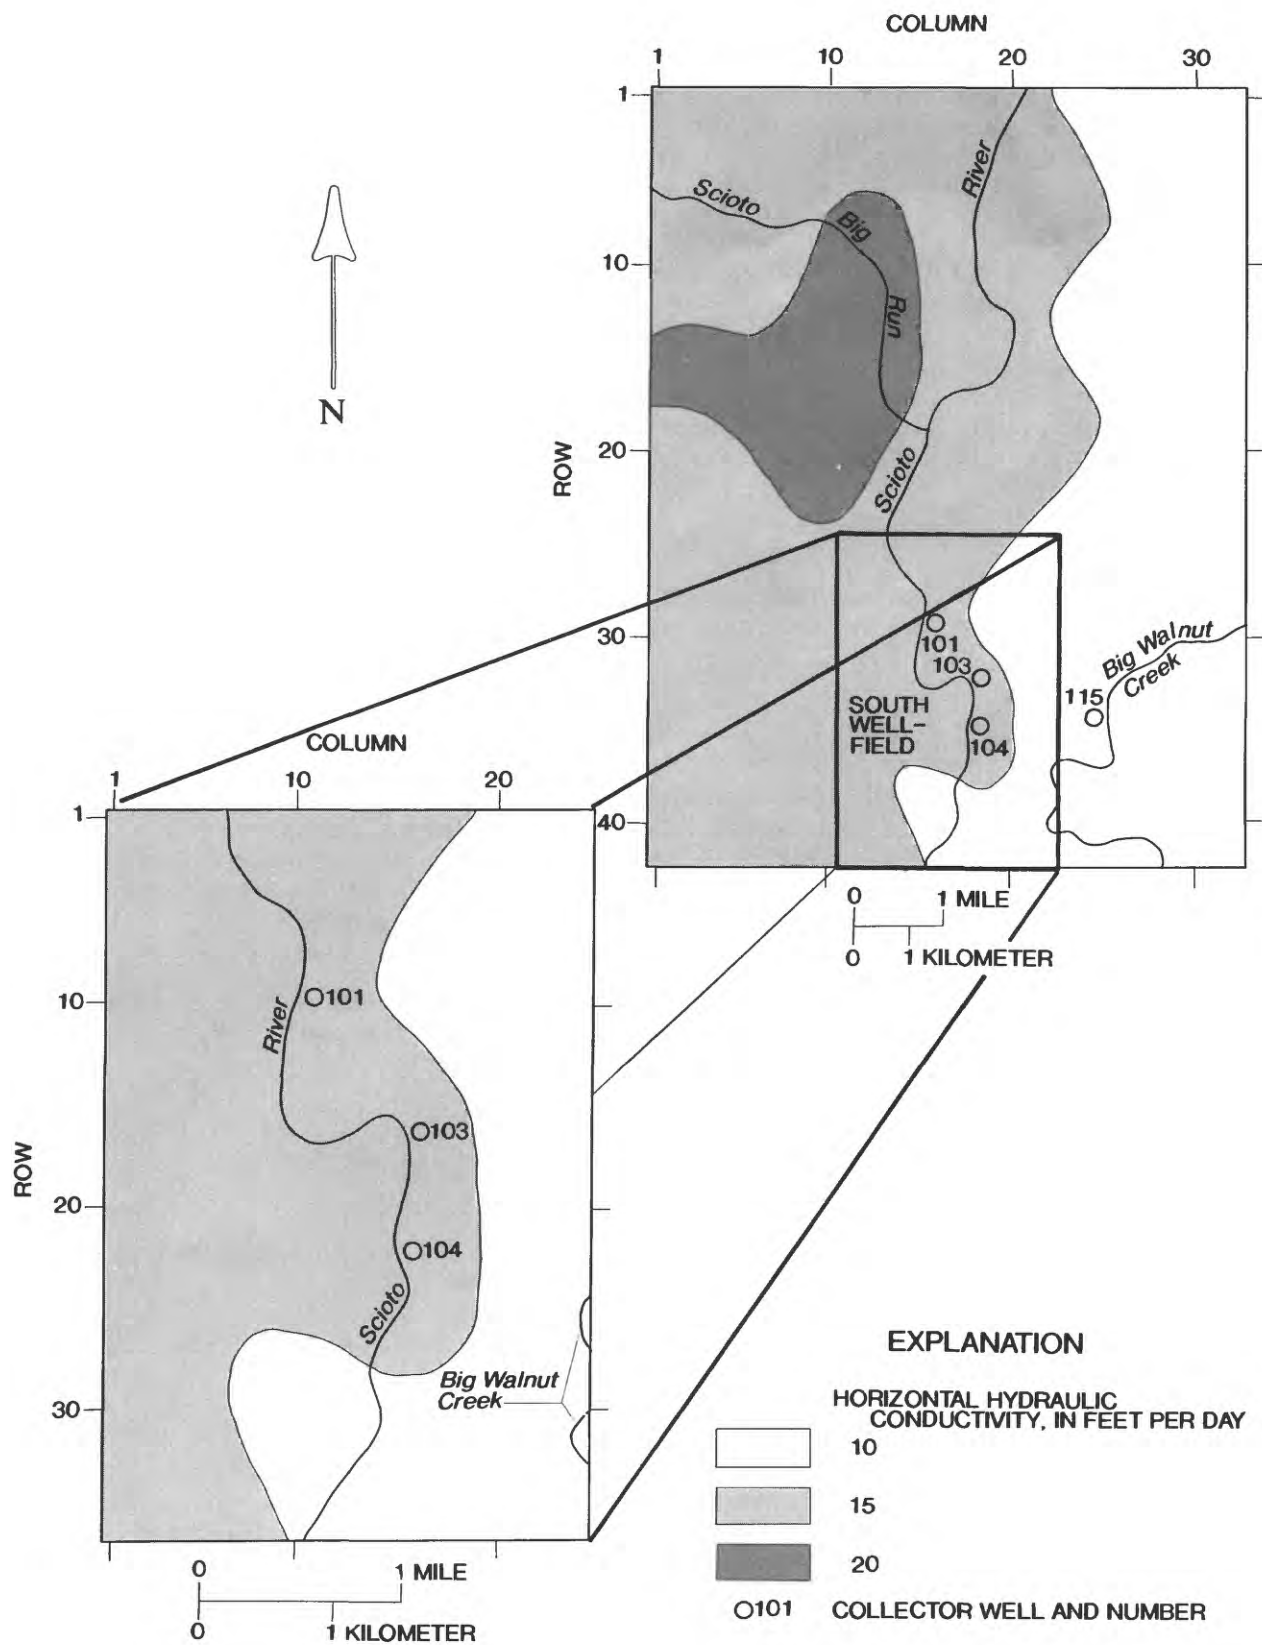 COLUMN
1 10 20 30
1
Scioto
River
Big
10
Run
N
ROW
20
Scioto
30
101
Big Walnut
Creek
103
115
SOUTH
WELL-
FIELD
104
COLUMN
1 10 20
1
40
0 1 MILE
0 1 KILOMETER
10
101
River
103
ROW
20
104
Scioto
EXPLANATION
Big Walnut
Creek
HORIZONTAL HYDRAULIC
CONDUCTIVITY, IN FEET PER DAY
30
10
15
20
0 1 MILE
101 COLLECTOR WELL AND NUMBER
0 1 KILOMETER